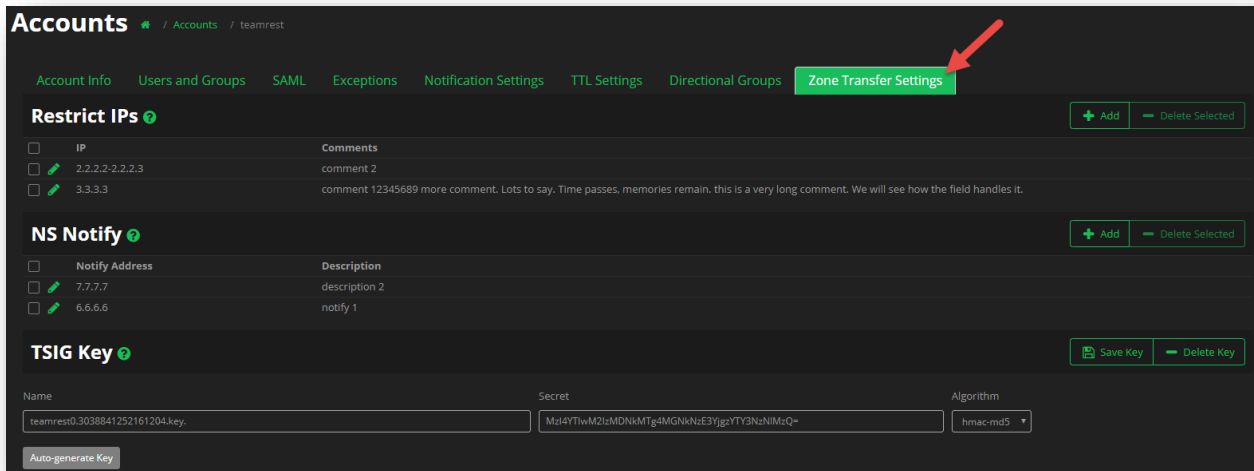 Accounts / Accounts / teamrest
Account Info Users and Groups SAML Exceptions Notification Settings TTL Settings Directional Groups Zone Transfer Settings
Restrict IPs ? + Add − Delete Selected
IP Comments
2.2.2.2-2.2.2.3 comment 2
3.3.3.3 comment 12345689 more comment. Lots to say. Time passes, memories remain. this is a very long comment. We will see how the field handles it.
NS Notify ? + Add − Delete Selected
Notify Address Description
7.7.7.7 description 2
6.6.6.6 notify 1
TSIG Key ? Save Key − Delete Key
Name Secret Algorithm
teamrest0.3038841252161204.key. MzI4YTIwM2IzMDNkMTg4MGNkNzE3YjgzYTY3NzNlMzQ= hmac-md5
Auto-generate Key